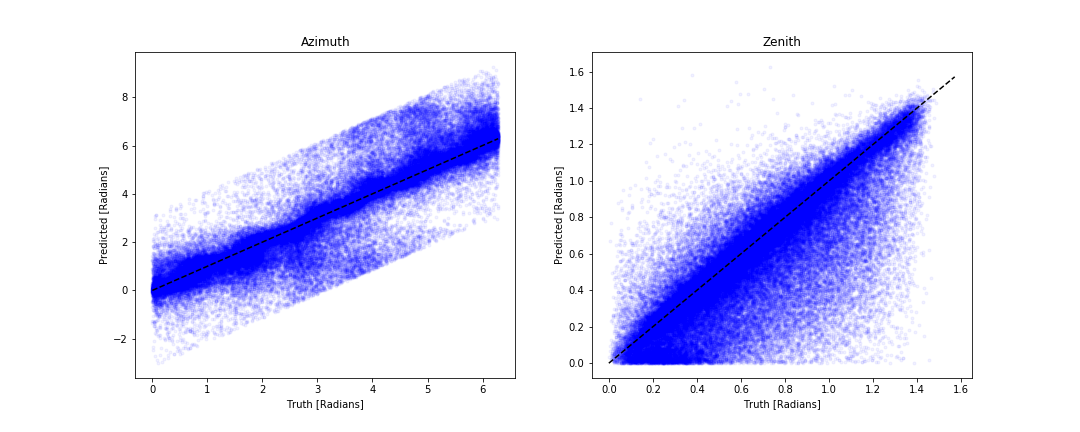 Azimuth
Predicted [Radians]
8
6
4
2
0
−2
0 1 2 3 4 5 6
Truth [Radians]
Zenith
Predicted [Radians]
1.6
1.4
1.2
1.0
0.8
0.6
0.4
0.2
0.0
0.0 0.2 0.4 0.6 0.8 1.0 1.2 1.4 1.6
Truth [Radians]